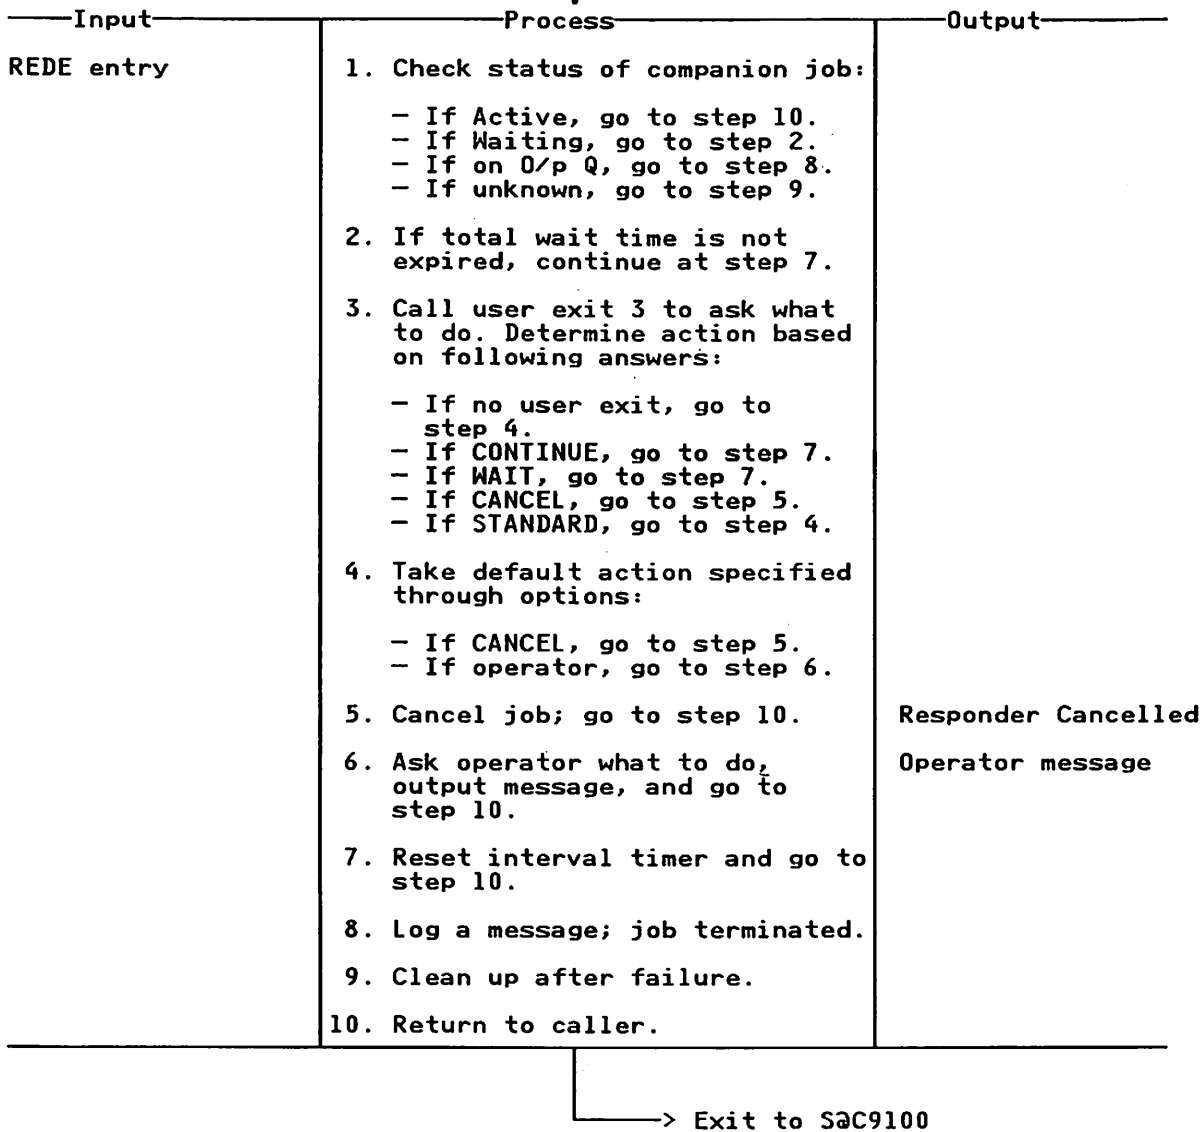 Input Process Output
REDE entry
1. Check status of companion job:
- If Active, go to step 10.
- If Waiting, go to step 2.
- If on O/p Q, go to step 8.
- If unknown, go to step 9.
2. If total wait time is not
expired, continue at step 7.
3. Call user exit 3 to ask what
to do. Determine action based
on following answers:
- If no user exit, go to
step 4.
- If CONTINUE, go to step 7.
- If WAIT, go to step 7.
- If CANCEL, go to step 5.
- If STANDARD, go to step 4.
4. Take default action specified
through options:
- If CANCEL, go to step 5.
- If operator, go to step 6.
5. Cancel job; go to step 10.
Responder Cancelled
6. Ask operator what to do,
output message, and go to
step 10.
Operator message
7. Reset interval timer and go to
step 10.
8. Log a message; job terminated.
9. Clean up after failure.
10. Return to caller.
> Exit to S@C9100